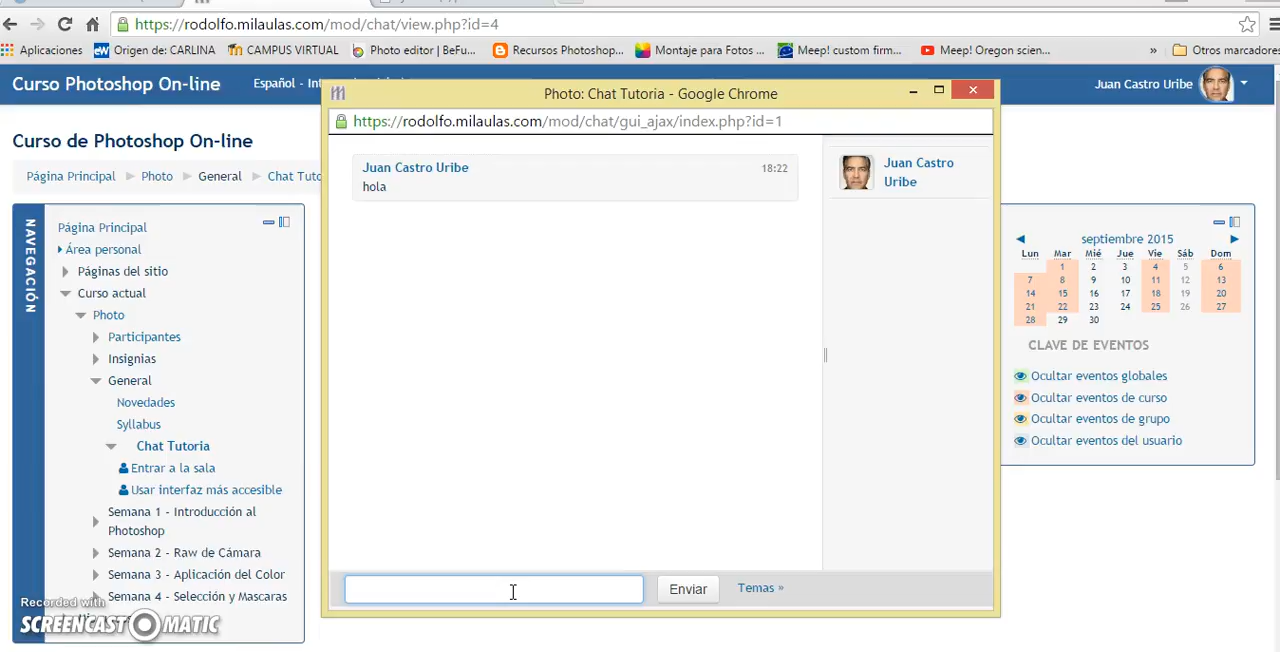 https://rodolfo.milaulas.com/mod/chat/view.php?id=4
Aplicaciones
Origen de: CARLINA
CAMPUS VIRTUAL
Photo editor | BeFu...
Recursos Photoshop...
Montaje para Fotos ...
Meep! custom firm...
Meep! Oregon scien...
»
Otros marcadores
Curso Photoshop On-line
Español - Int
Juan Castro Uribe
Photo: Chat Tutoria - Google Chrome
https://rodolfo.milaulas.com/mod/chat/gui_ajax/index.php?id=1
Curso de Photoshop On-line
Página Principal
Photo
General
Chat Tuto
Juan Castro Uribe
18:22
hola
Juan Castro
Uribe
NAVEGACIÓN
Página Principal
Área personal
Páginas del sitio
Curso actual
Photo
Participantes
Insignias
General
Novedades
Syllabus
Chat Tutoria
Entrar a la sala
Usar interfaz más accesible
Semana 1 - Introducción al
Photoshop
Semana 2 - Raw de Cámara
Semana 3 - Aplicación del Color
Semana 4 - Selección y Mascaras
septiembre 2015
Lun Mar Mié Jue Vie Sáb Dom
1 2 3 4 5 6
7 8 9 10 11 12 13
14 15 16 17 18 19 20
21 22 23 24 25 26 27
28 29 30
CLAVE DE EVENTOS
Ocultar eventos globales
Ocultar eventos de curso
Ocultar eventos de grupo
Ocultar eventos del usuario
Enviar
Temas »
Recorded with
SCREENCAST-O-MATIC